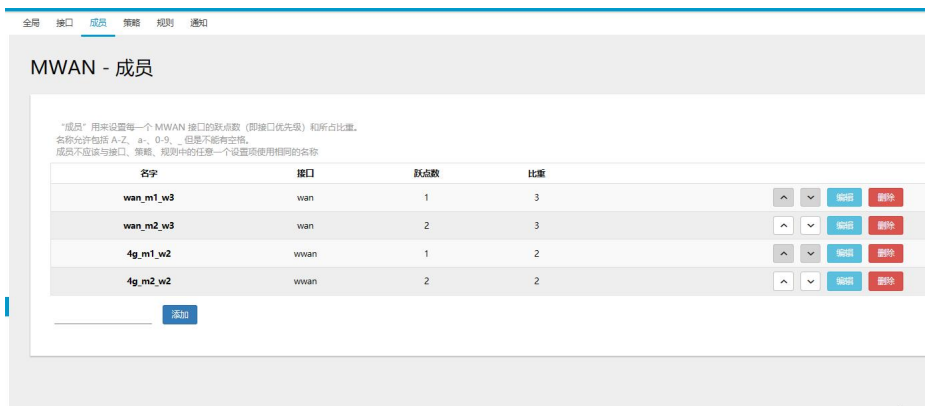 全局 接口 成员 策略 规则 通知
MWAN - 成员
“成员”用来设置每一个 MWAN 接口的跃点数（即接口优先级）和所占比重。
名称允许包括 A-Z、 a-、0-9、_ 但是不能有空格。
成员不应该与接口、策略、规则中的任意一个设置项使用相同的名称
名字 接口 跃点数 比重
wan_m1_w3 wan 1 3 编辑 删除
wan_m2_w3 wan 2 3 编辑 删除
4g_m1_w2 wwan 1 2 编辑 删除
4g_m2_w2 wwan 2 2 编辑 删除
添加